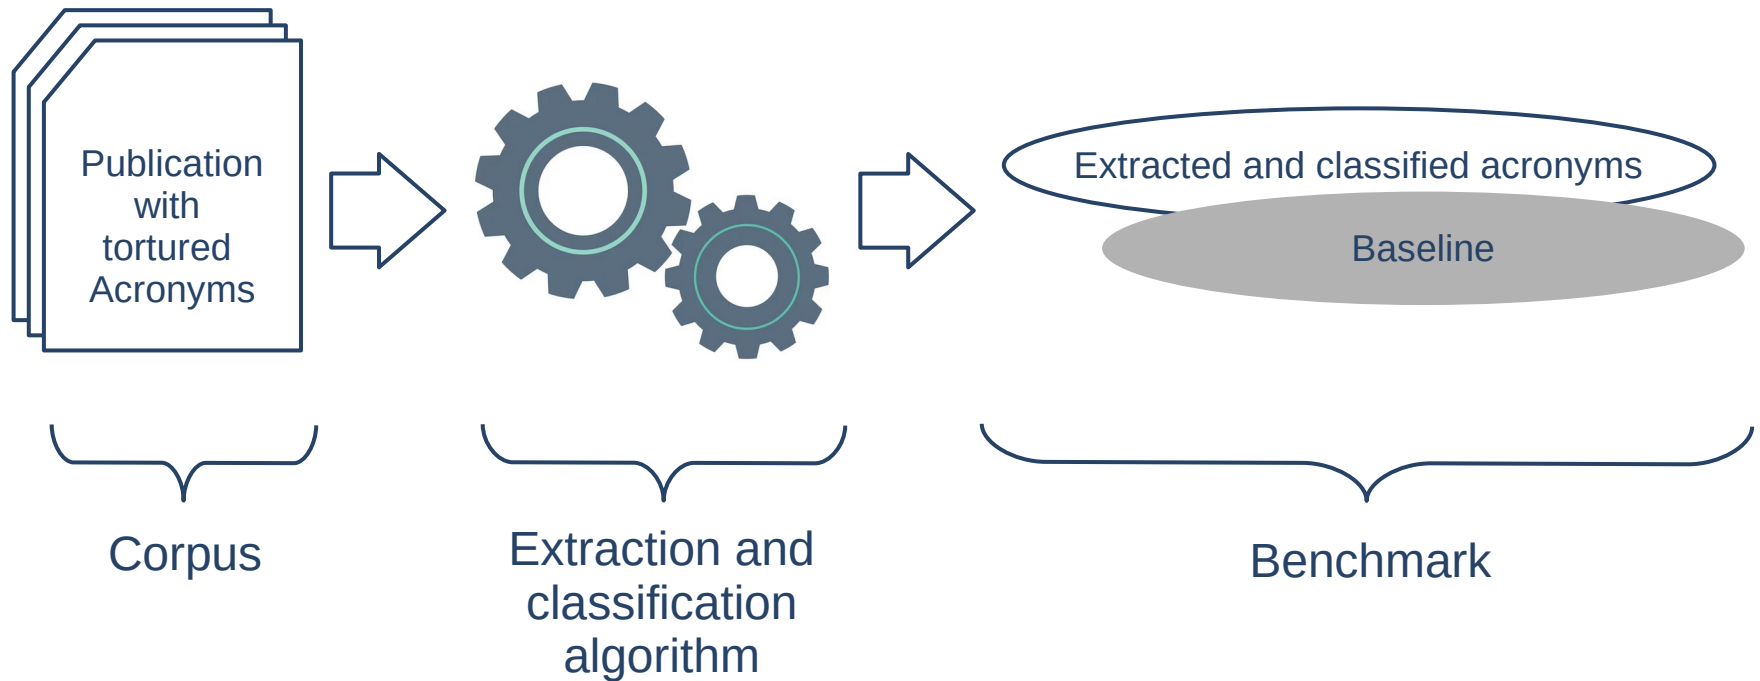 Publication
with
tortured
Acronyms
Extracted and classified acronyms
Baseline
Corpus
Extraction and
classification
algorithm
Benchmark